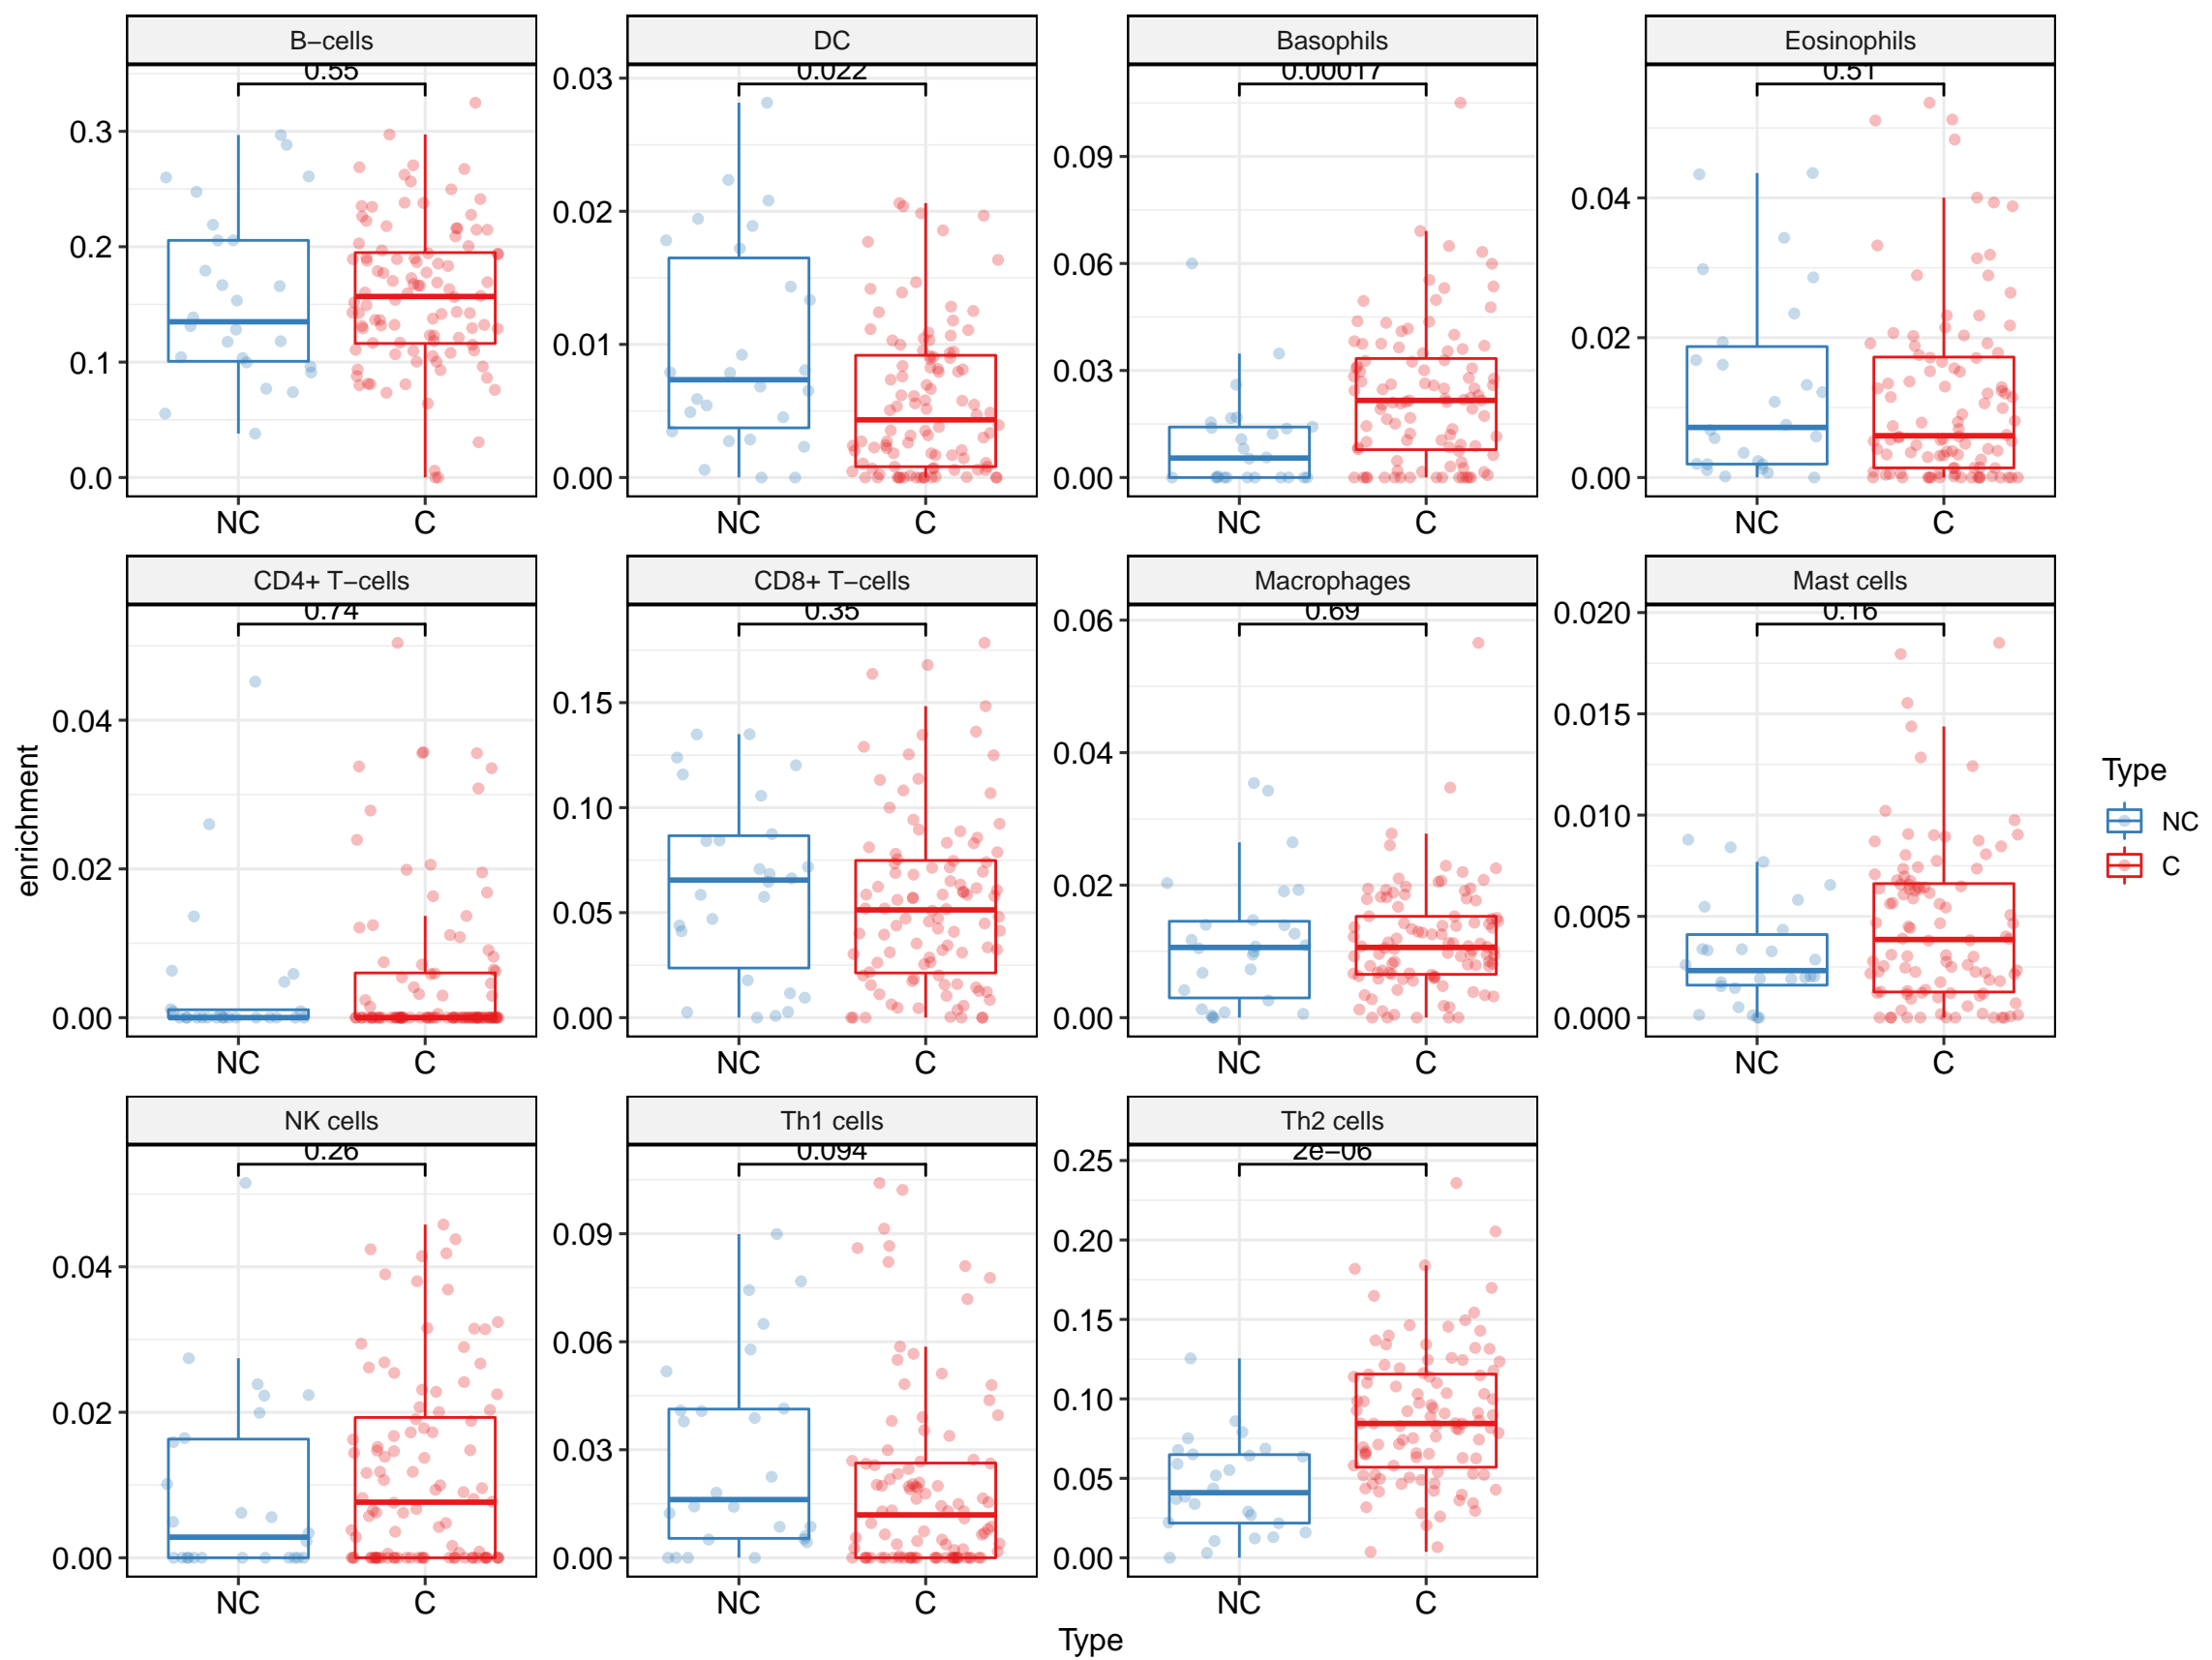 B−cells
DC
Basophils
Eosinophils
0.55
0.022
0.00017
0.51
0.3
0.2
0.1
0.0
0.03
0.02
0.01
0.00
0.09
0.06
0.03
0.00
0.04
0.02
0.00
NC C
NC C
NC C
NC C
CD4+ T−cells
CD8+ T−cells
Macrophages
Mast cells
0.74
0.35
0.69
0.16
0.04
0.02
0.00
0.15
0.10
0.05
0.00
0.06
0.04
0.02
0.00
0.020
0.015
0.010
0.005
0.000
NC C
NC C
NC C
NC C
enrichment
NK cells
Th1 cells
Th2 cells
0.26
0.094
2e−06
0.04
0.02
0.00
0.09
0.06
0.03
0.00
0.25
0.20
0.15
0.10
0.05
0.00
NC C
NC C
NC C
Type
Type
NC
C